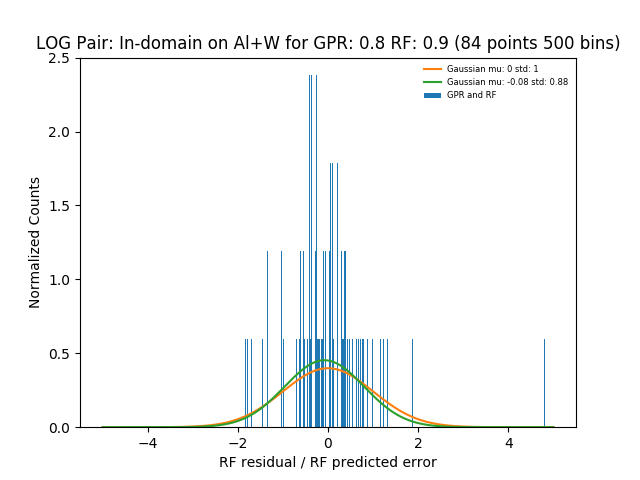 LOG Pair: In-domain on Al+W for GPR: 0.8 RF: 0.9 (84 points 500 bins)
Gaussian mu: 0 std: 1
Gaussian mu: -0.08 std: 0.88
GPR and RF
Normalized Counts
2.5
2.0
1.5
1.0
0.5
0.0
−4 −2 0 2 4
RF residual / RF predicted error